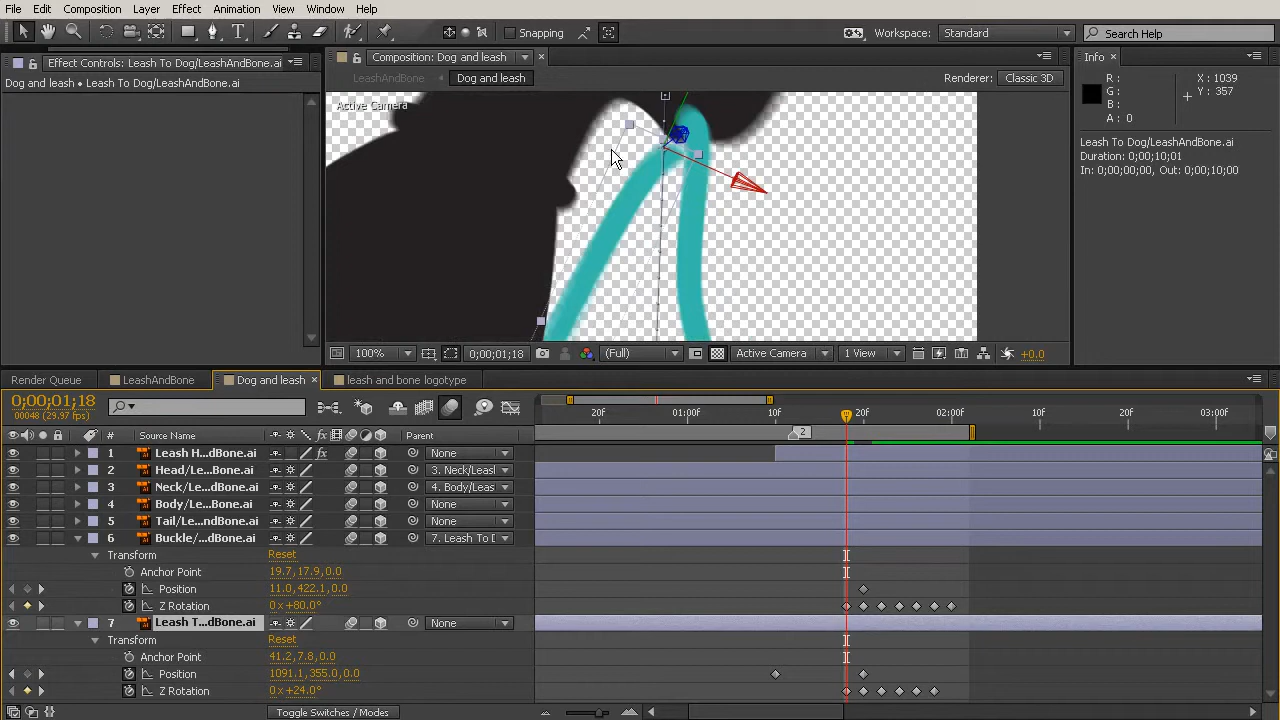 File Edit Composition Layer Effect Animation View Window Help
Snapping Workspace: Standard Search Help
Effect Controls: Leash To Dog/LeashAndBone.ai Composition: Dog and leash Info
Dog and leash • Leash To Dog/LeashAndBone.ai LeashAndBone Dog and leash Renderer: Classic 3D
Active Camera
R: X: 1039
G: Y: 357
B:
A: 0
Leash To Dog/LeashAndBone.ai
Duration: 0;00;10;01
In: 0;00;00;00, Out: 0;00;10;00
100% 0;00;01;18 (Full) Active Camera 1 View +0.0
Render Queue LeashAndBone Dog and leash leash and bone logotype
0;00;01;18
00048 (29.97 fps)
20F 01:00F 10F 20F 02:00F 10F 20F 03:00F
2
# Source Name fx Parent
1 Leash H...dBone.ai fx None
2 Head/Le...dBone.ai 3. Neck/Leasl
3 Neck/Le...dBone.ai 4. Body/Leas
4 Body/Le...Bone.ai None
5 Tail/Le...ndBone.ai None
6 Buckle/...dBone.ai 7. Leash To D
Transform Reset
Anchor Point 19.7,17.9,0.0
Position 11.0,422.1,0.0
Z Rotation 0x+80.0°
7 Leash T...dBone.ai None
Transform Reset
Anchor Point 41.2,7.8,0.0
Position 1091.1,355.0,0.0
Z Rotation 0x+24.0°
Toggle Switches / Modes